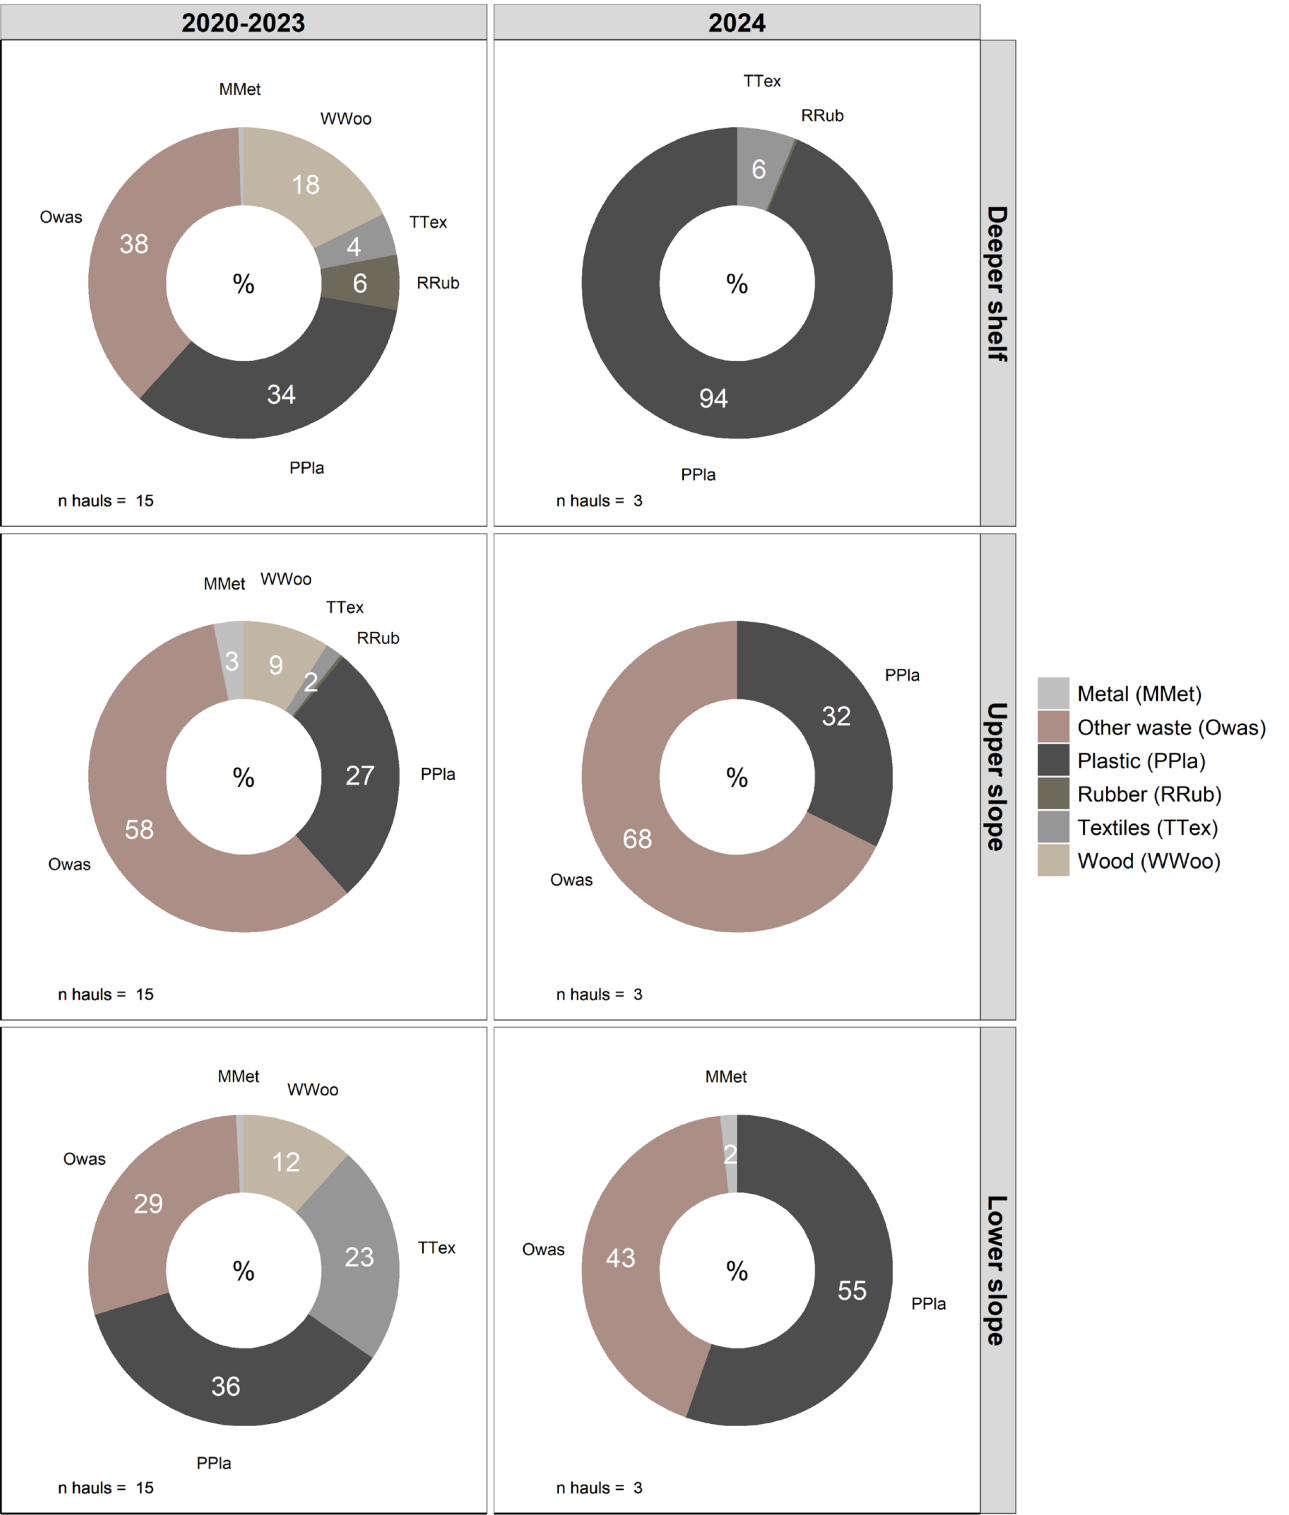 2020-2023
2024
MMet
WWoo
TTex
RRub
PPla
Owas
18
4
6
34
38
%
n hauls = 15
TTex
RRub
PPla
6
94
%
n hauls = 3
Deeper shelf
MMet
WWoo
TTex
RRub
PPla
Owas
3
9
2
27
58
%
n hauls = 15
PPla
Owas
32
68
%
n hauls = 3
Upper slope
MMet
WWoo
TTex
PPla
Owas
12
23
36
29
%
n hauls = 15
MMet
PPla
Owas
2
55
43
%
n hauls = 3
Lower slope
Metal (MMet)
Other waste (Owas)
Plastic (PPla)
Rubber (RRub)
Textiles (TTex)
Wood (WWoo)